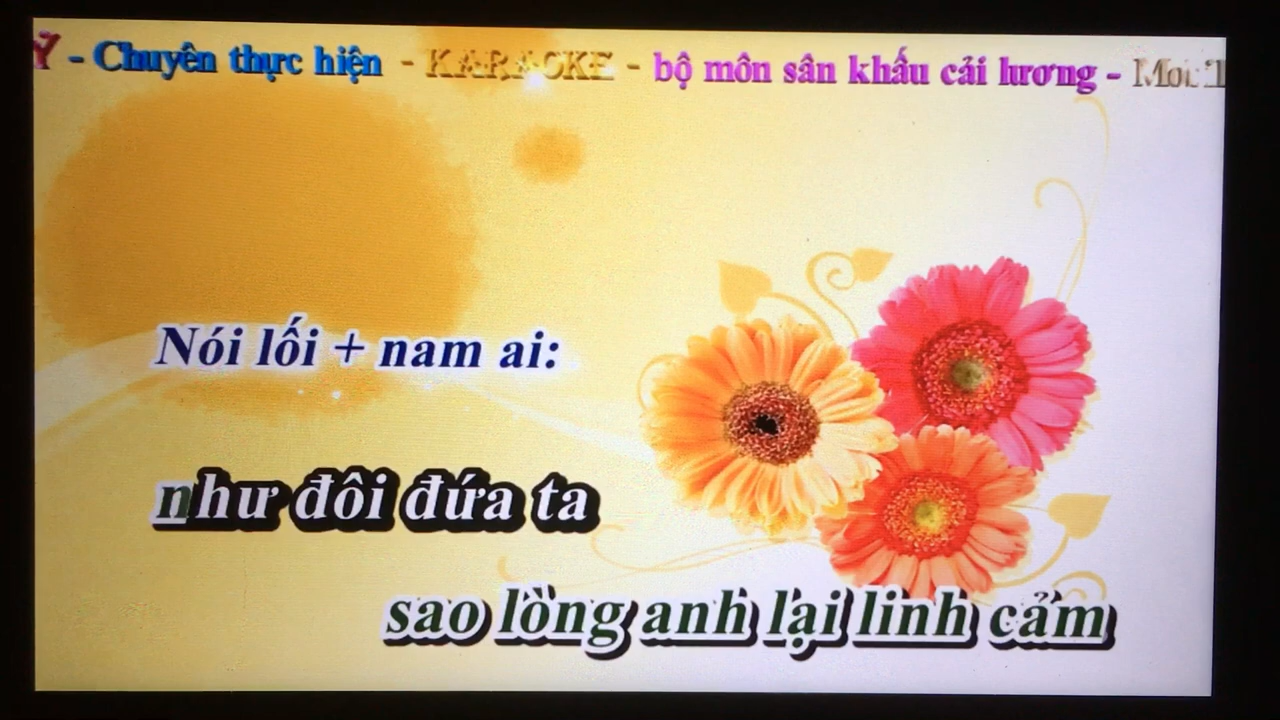 - Chuyên thực hiện - KARAOKE - bộ môn sân khấu cải lương -
Nói lối + nam ai:
như đôi đứa ta
sao lòng anh lại linh cảm